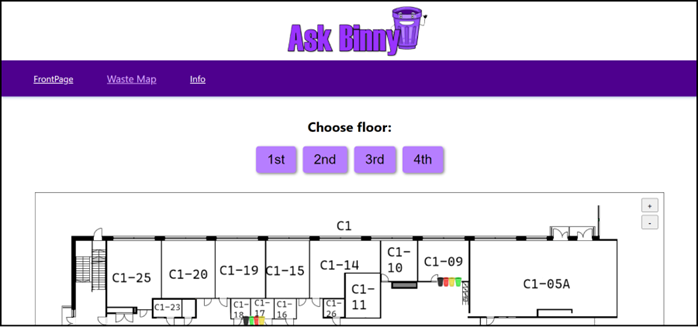 Ask Binny
FrontPage Waste Map Info
Choose floor:
1st 2nd 3rd 4th
+
-
C1
C1-25 C1-20 C1-19 C1-15 C1-14 C1-10 C1-09 C1-05A
C1-11
C1-23 C1-18 C1-17 C1-16 C1-26